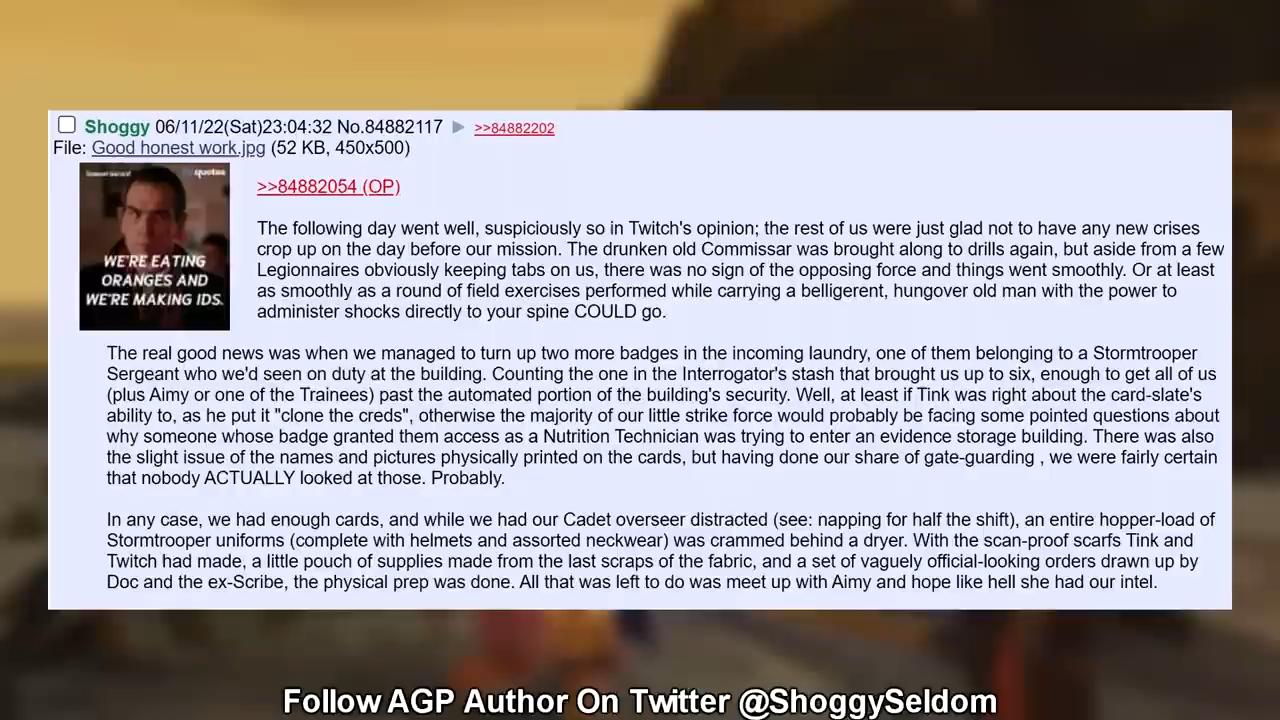 Shoggy 06/11/22(Sat)23:04:32 No.84882117 ▶ >>84882202
File: Good honest work.jpg (52 KB, 450x500)
quotes
WE'RE EATING
ORANGES AND
WE'RE MAKING IDS.
>>84882054 (OP)
The following day went well, suspiciously so in Twitch's opinion; the rest of us were just glad not to have any new crises
crop up on the day before our mission. The drunken old Commissar was brought along to drills again, but aside from a few
Legionnaires obviously keeping tabs on us, there was no sign of the opposing force and things went smoothly. Or at least
as smoothly as a round of field exercises performed while carrying a belligerent, hungover old man with the power to
administer shocks directly to your spine COULD go.
The real good news was when we managed to turn up two more badges in the incoming laundry, one of them belonging to a Stormtrooper
Sergeant who we'd seen on duty at the building. Counting the one in the Interrogator's stash that brought us up to six, enough to get all of us
(plus Aimy or one of the Trainees) past the automated portion of the building's security. Well, at least if Tink was right about the card-slate's
ability to, as he put it "clone the creds", otherwise the majority of our little strike force would probably be facing some pointed questions about
why someone whose badge granted them access as a Nutrition Technician was trying to enter an evidence storage building. There was also
the slight issue of the names and pictures physically printed on the cards, but having done our share of gate-guarding , we were fairly certain
that nobody ACTUALLY looked at those. Probably.
In any case, we had enough cards, and while we had our Cadet overseer distracted (see: napping for half the shift), an entire hopper-load of
Stormtrooper uniforms (complete with helmets and assorted neckwear) was crammed behind a dryer. With the scan-proof scarfs Tink and
Twitch had made, a little pouch of supplies made from the last scraps of the fabric, and a set of vaguely official-looking orders drawn up by
Doc and the ex-Scribe, the physical prep was done. All that was left to do was meet up with Aimy and hope like hell she had our intel.
Follow AGP Author On Twitter @ShoggySeldom